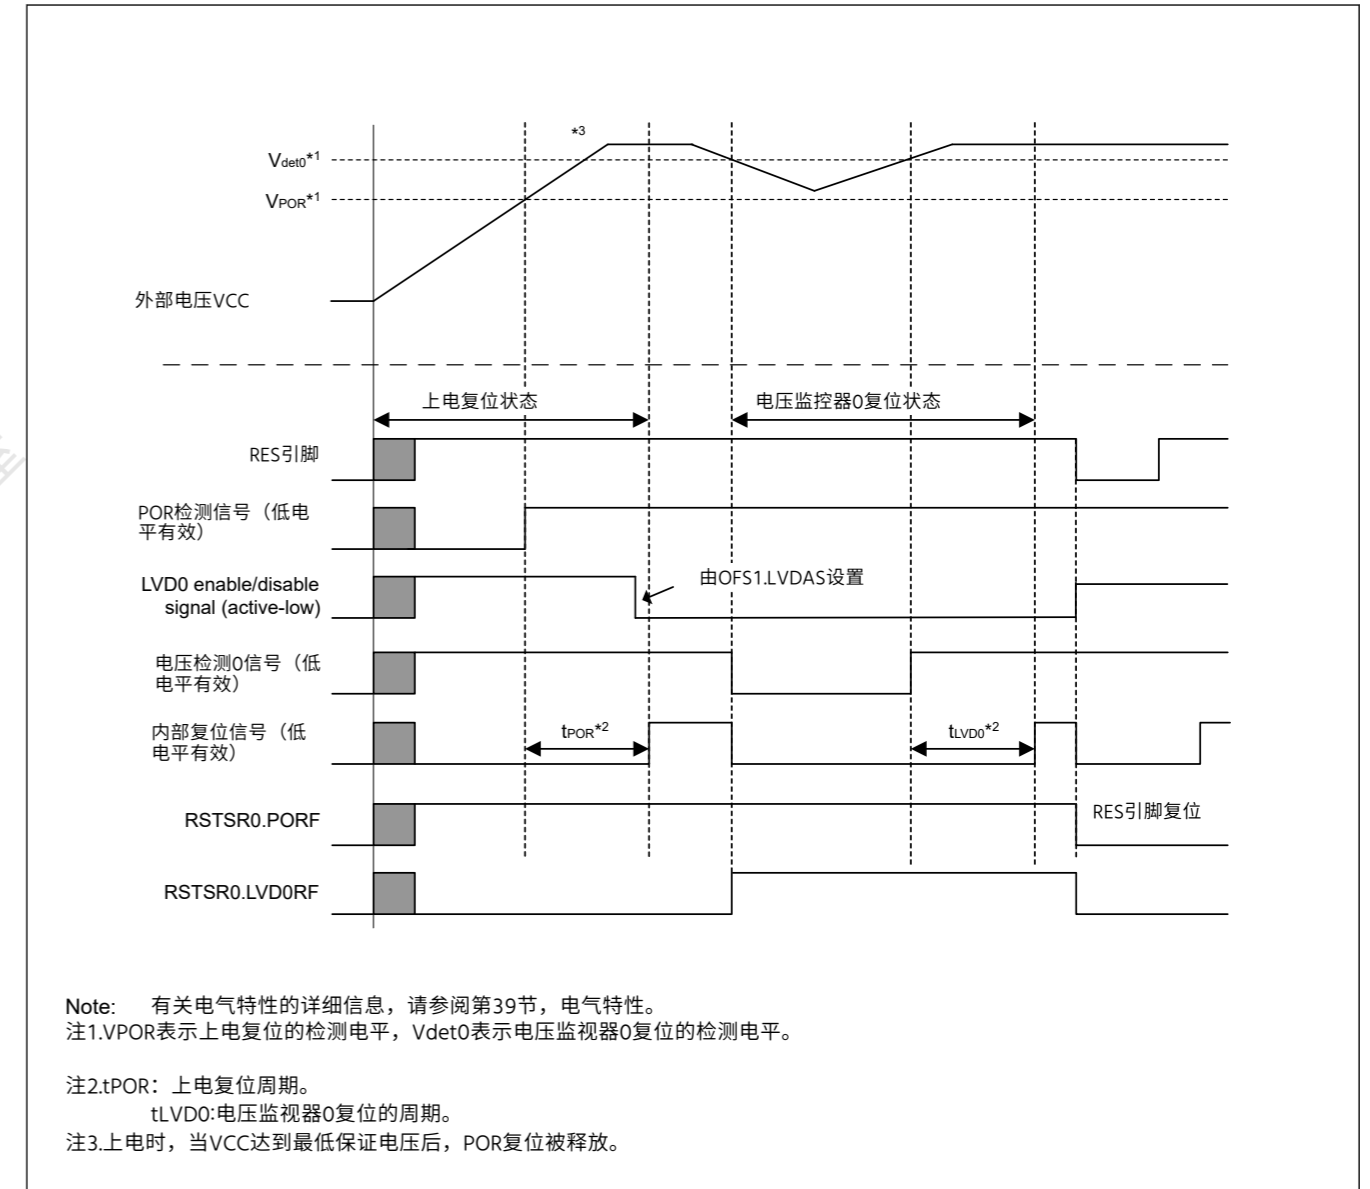 *3
Vdet0*1
VPOR*1
外部电压VCC
上电复位状态
电压监控器0复位状态
RES引脚
POR检测信号（低电
平有效）
LVD0 enable/disable
signal (active-low)
由OFS1.LVDAS设置
电压检测0信号（低
电平有效）
内部复位信号（低
电平有效）
tPOR*2
tLVD0*2
RSTSR0.PORF
RES引脚复位
RSTSR0.LVD0RF
Note: 有关电气特性的详细信息，请参阅第39节，电气特性。
注1.VPOR表示上电复位的检测电平，Vdet0表示电压监视器0复位的检测电平。
注2.tPOR：上电复位周期。
tLVD0:电压监视器0复位的周期。
注3.上电时，当VCC达到最低保证电压后，POR复位被释放。